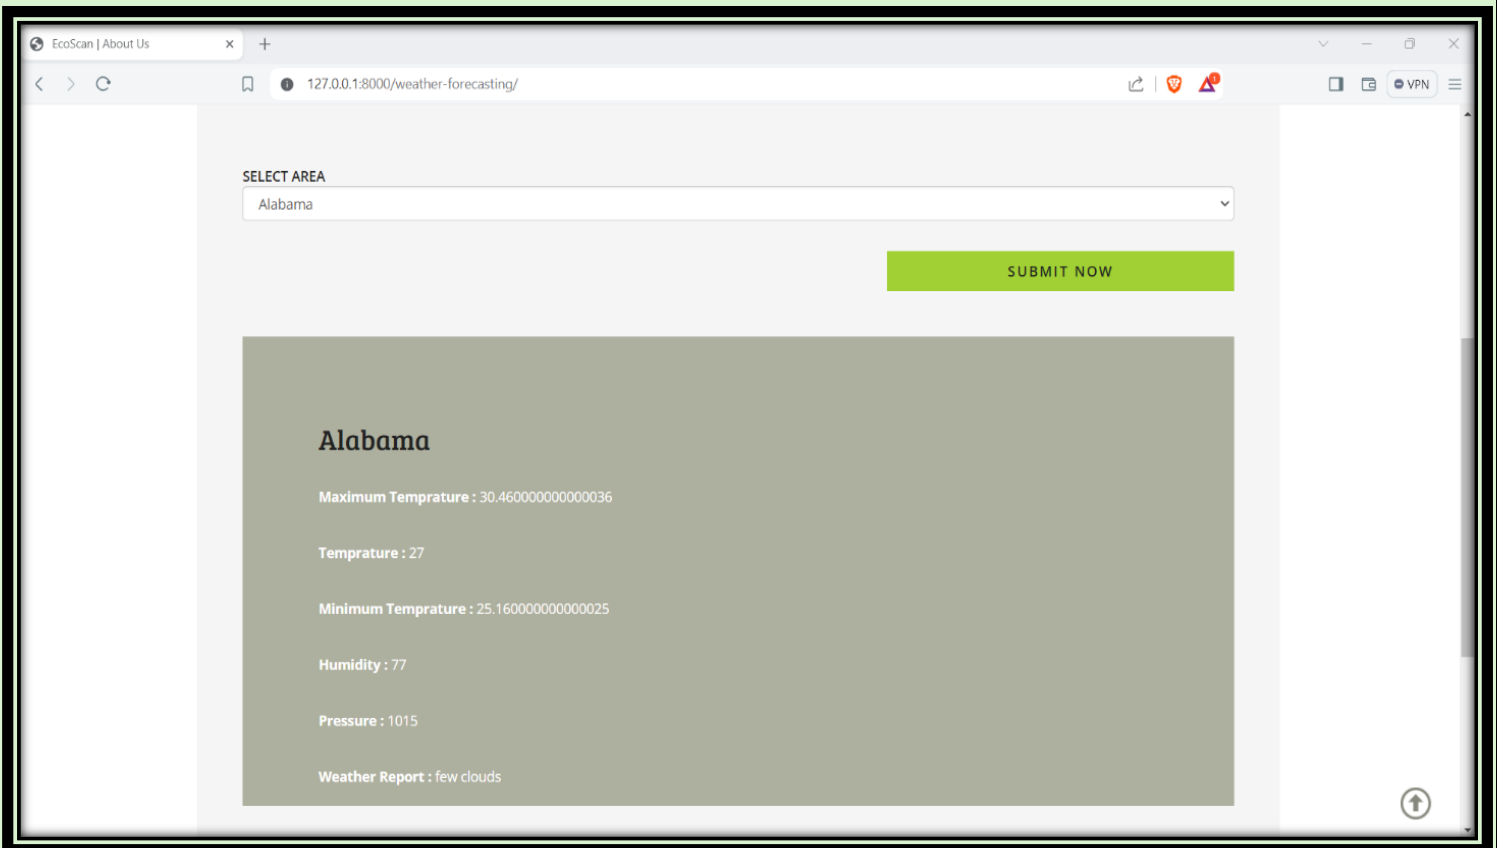 EcoScan | About Us
127.0.0.1:8000/weather-forecasting/
1
VPN
SELECT AREA
Alabama
SUBMIT NOW
Alabama
Maximum Temprature : 30.460000000000036
Temprature : 27
Minimum Temprature : 25.160000000000025
Humidity : 77
Pressure : 1015
Weather Report : few clouds